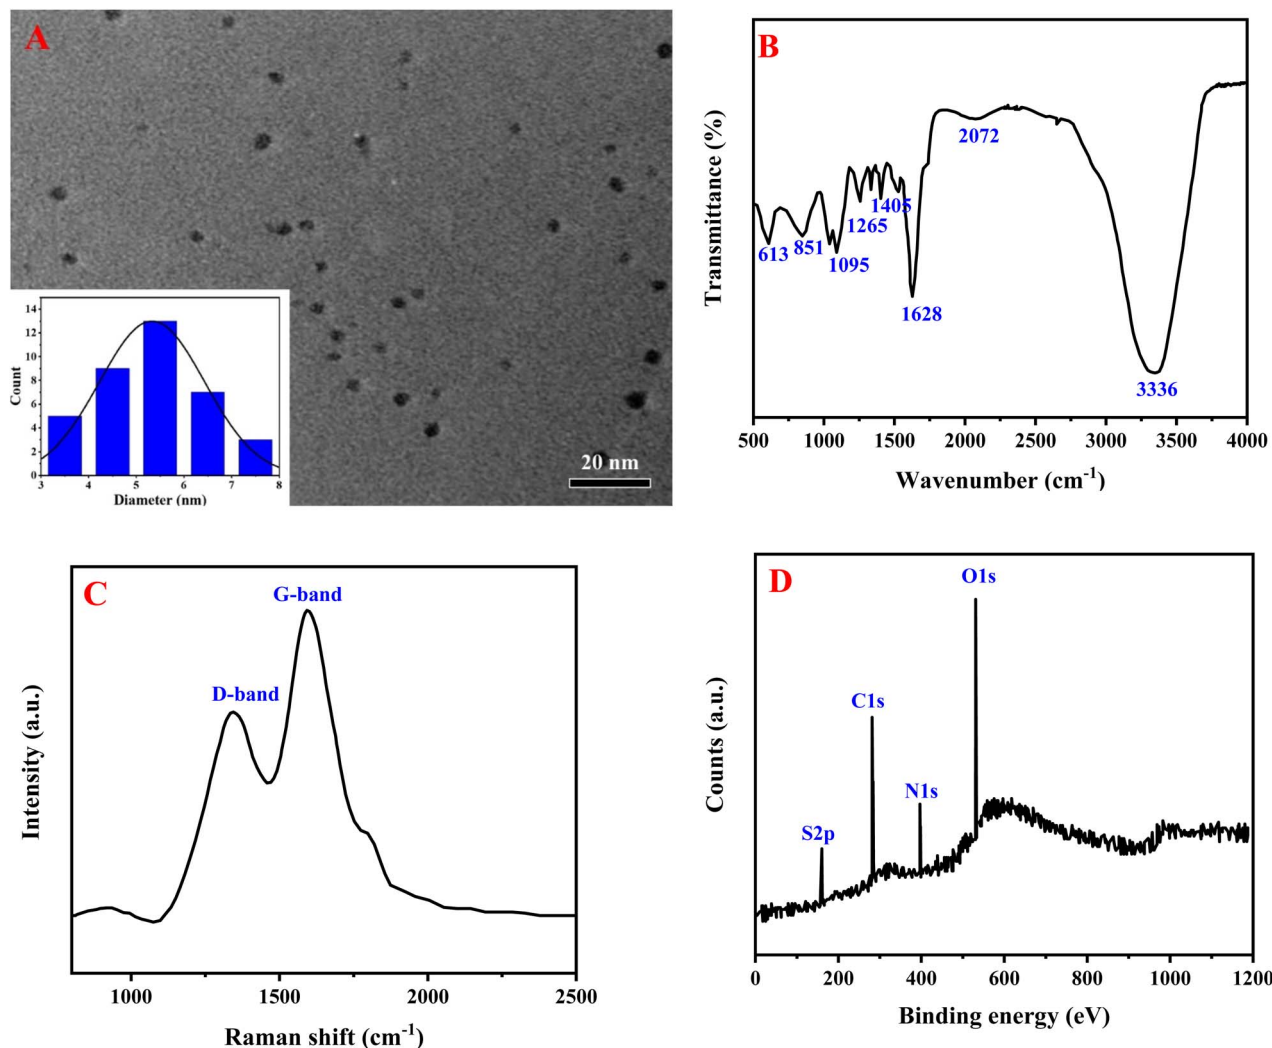 A
14
12
10
8
6
4
2
0
Count
3 4 5 6 7 8
Diameter (nm)
20 nm
B
Transmittance (%)
2072
1405
1265
613
851
1095
1628
3336
500 1000 1500 2000 2500 3000 3500 4000
Wavenumber (cm-1)
C
G-band
D-band
Intensity (a.u.)
1000 1500 2000 2500
Raman shift (cm-1)
D
O1s
C1s
N1s
S2p
Counts (a.u.)
0 200 400 600 800 1000 1200
Binding energy (eV)